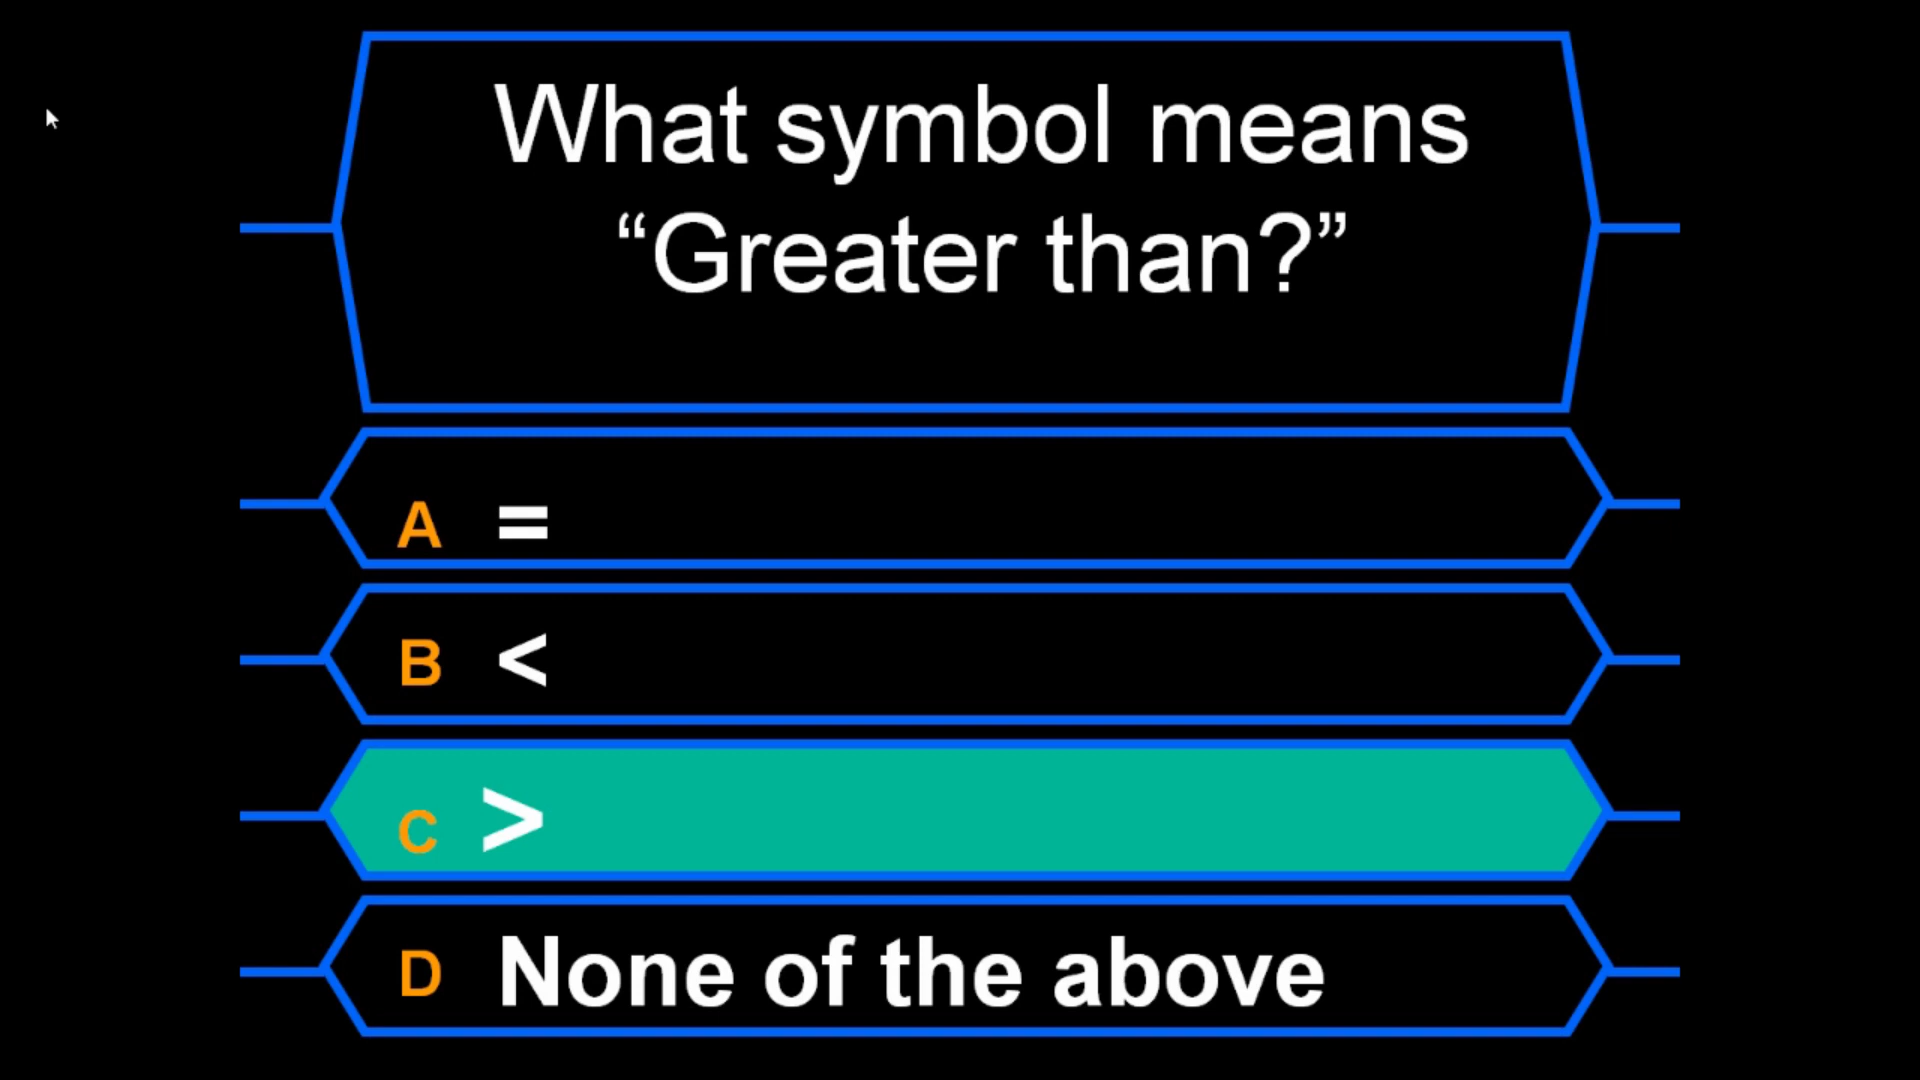 What symbol means
“Greater than?”
A =
B <
C >
D None of the above